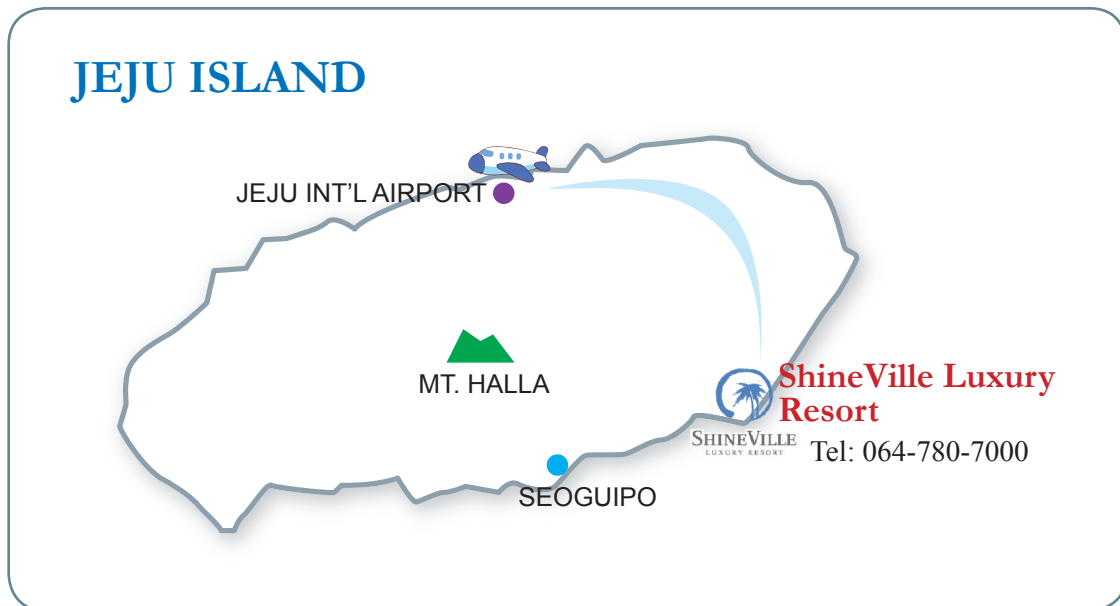 JEJU ISLAND
JEJU INT'L AIRPORT
MT. HALLA
ShineVille Luxury
Resort
SHINEVILLE
LUXURY RESORT
Tel: 064-780-7000
SEOGUIPO